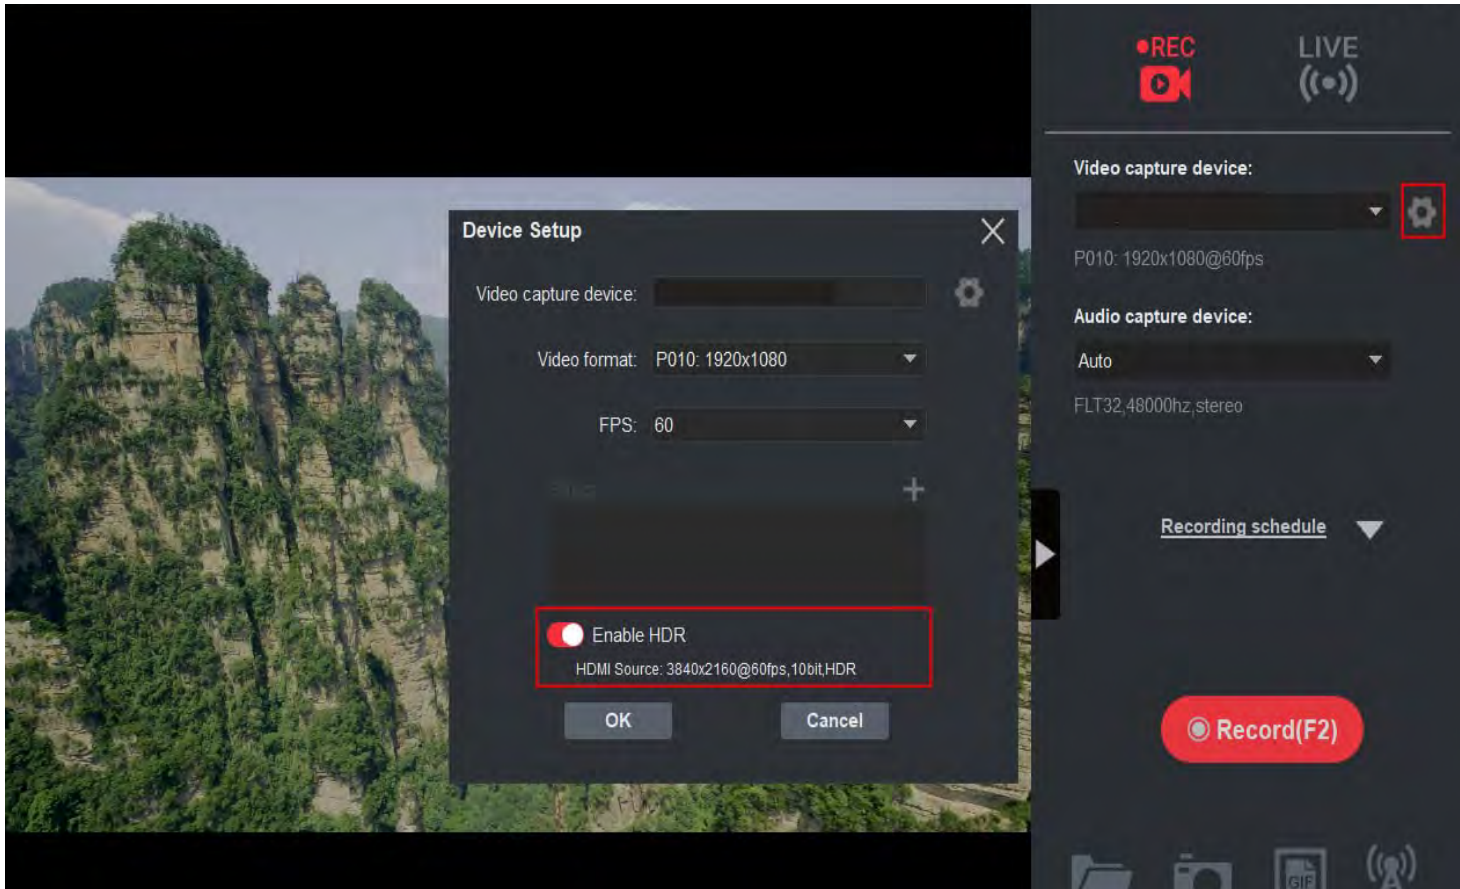 REC
LIVE
Video capture device:
P010: 1920x1080@60fps
Audio capture device:
Auto
FLT32,48000hz,stereo
Recording schedule
Record(F2)
GIF
Device Setup
Video capture device:
Video format: P010: 1920x1080
FPS: 60
Enable HDR
HDMI Source: 3840x2160@60fps,10bit,HDR
OK Cancel